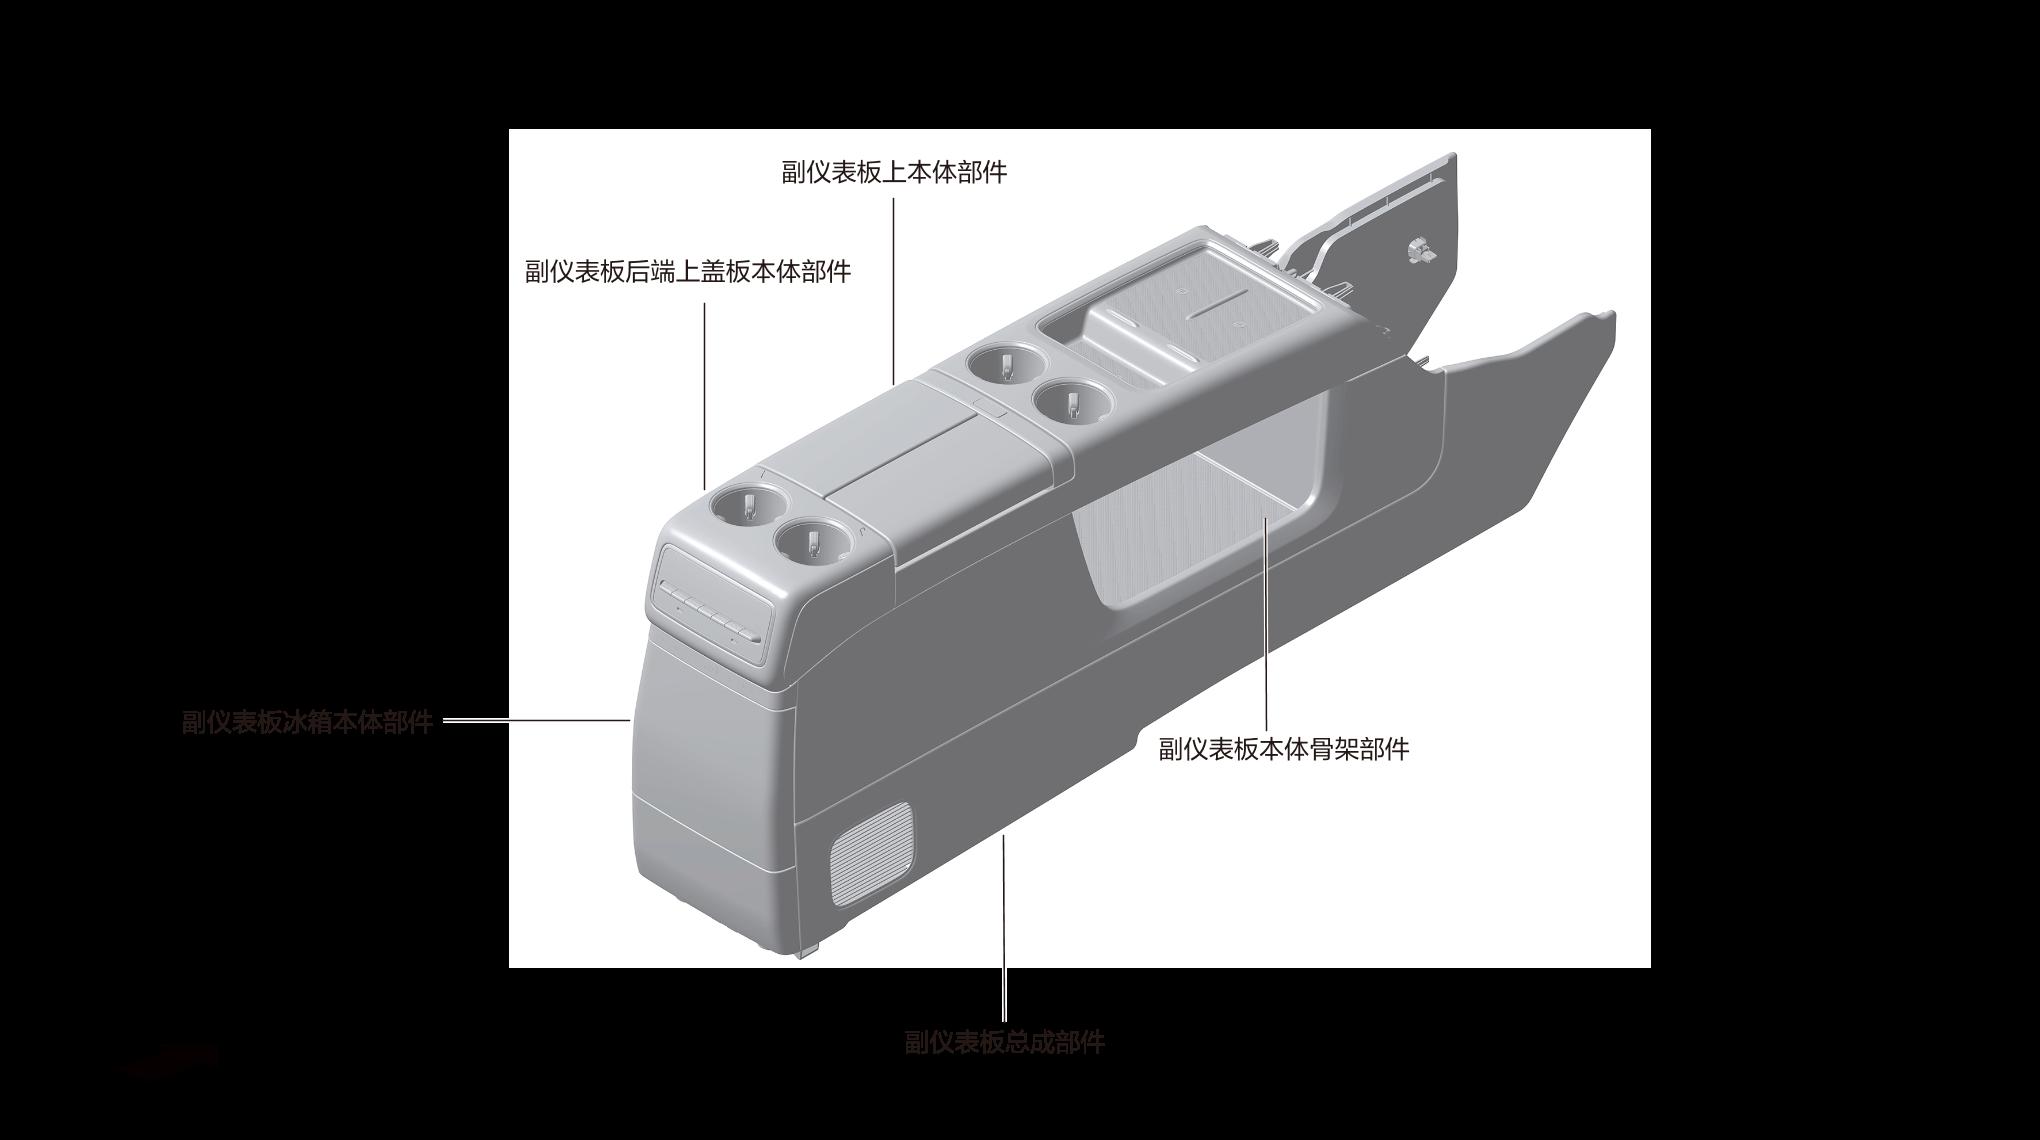 副仪表板上本体部件
副仪表板后端上盖板本体部件
副仪表板冰箱本体部件
副仪表板本体骨架部件
副仪表板总成部件